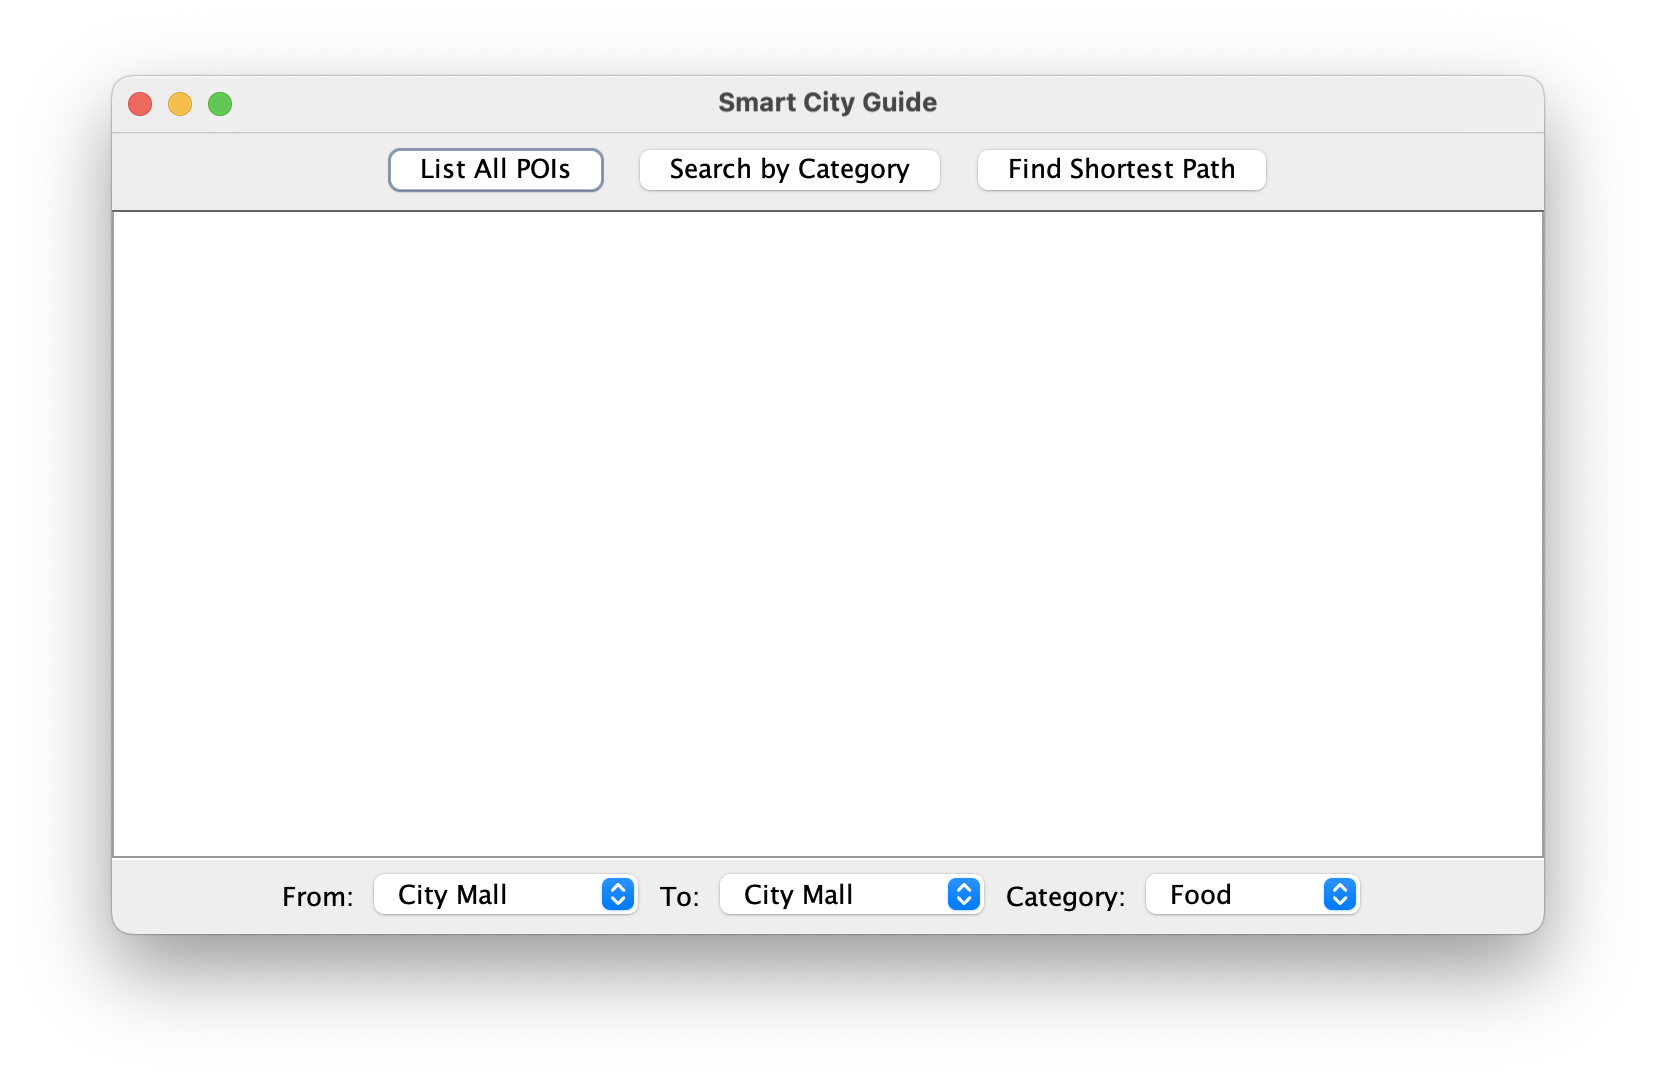 Smart City Guide
List All POIs Search by Category Find Shortest Path
From: City Mall To: City Mall Category: Food